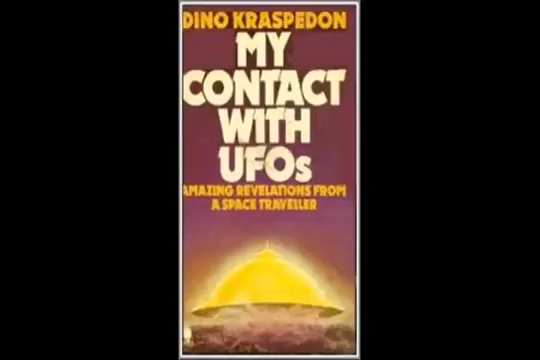 DINO KRASPEDON
MY
CONTACT
WITH
UFOs
AMAZING REVELATIONS FROM
A SPACE TRAVELLER